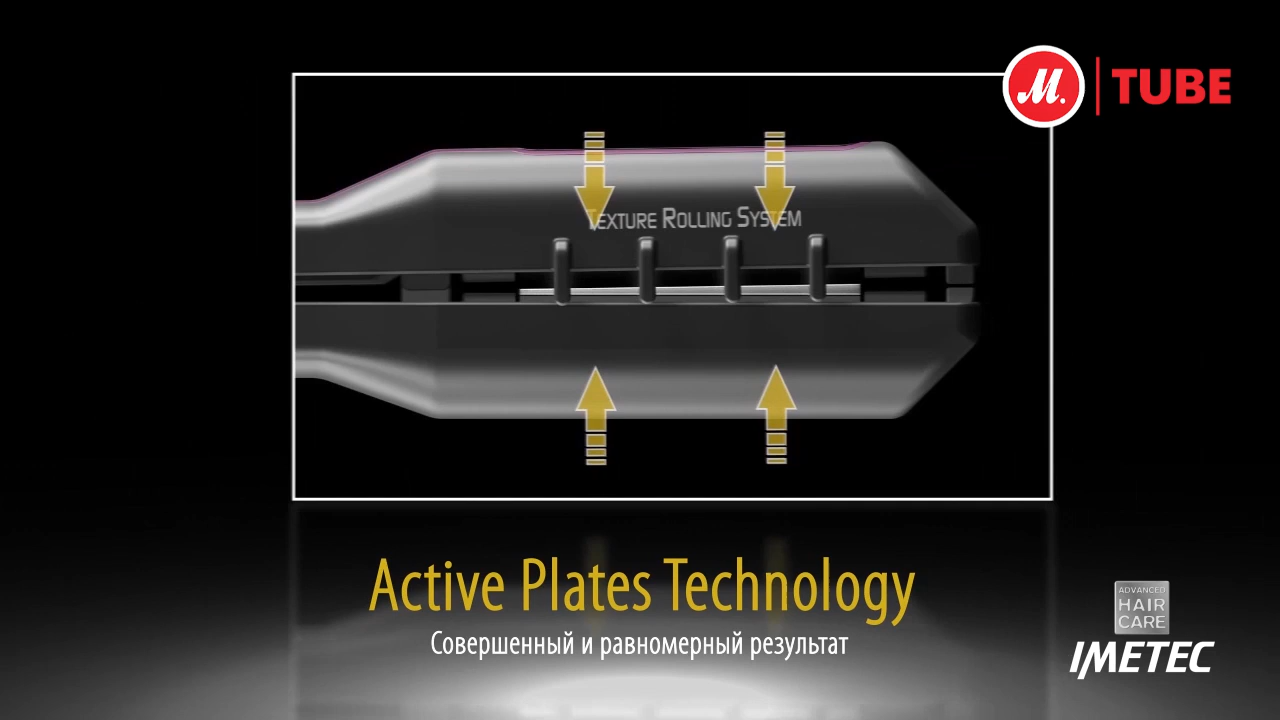 M.
TUBE
TEXTURE ROLLING SYSTEM
Active Plates Technology
Совершенный и равномерный результат
ADVANCED
HAIR
CARE
IMETEC